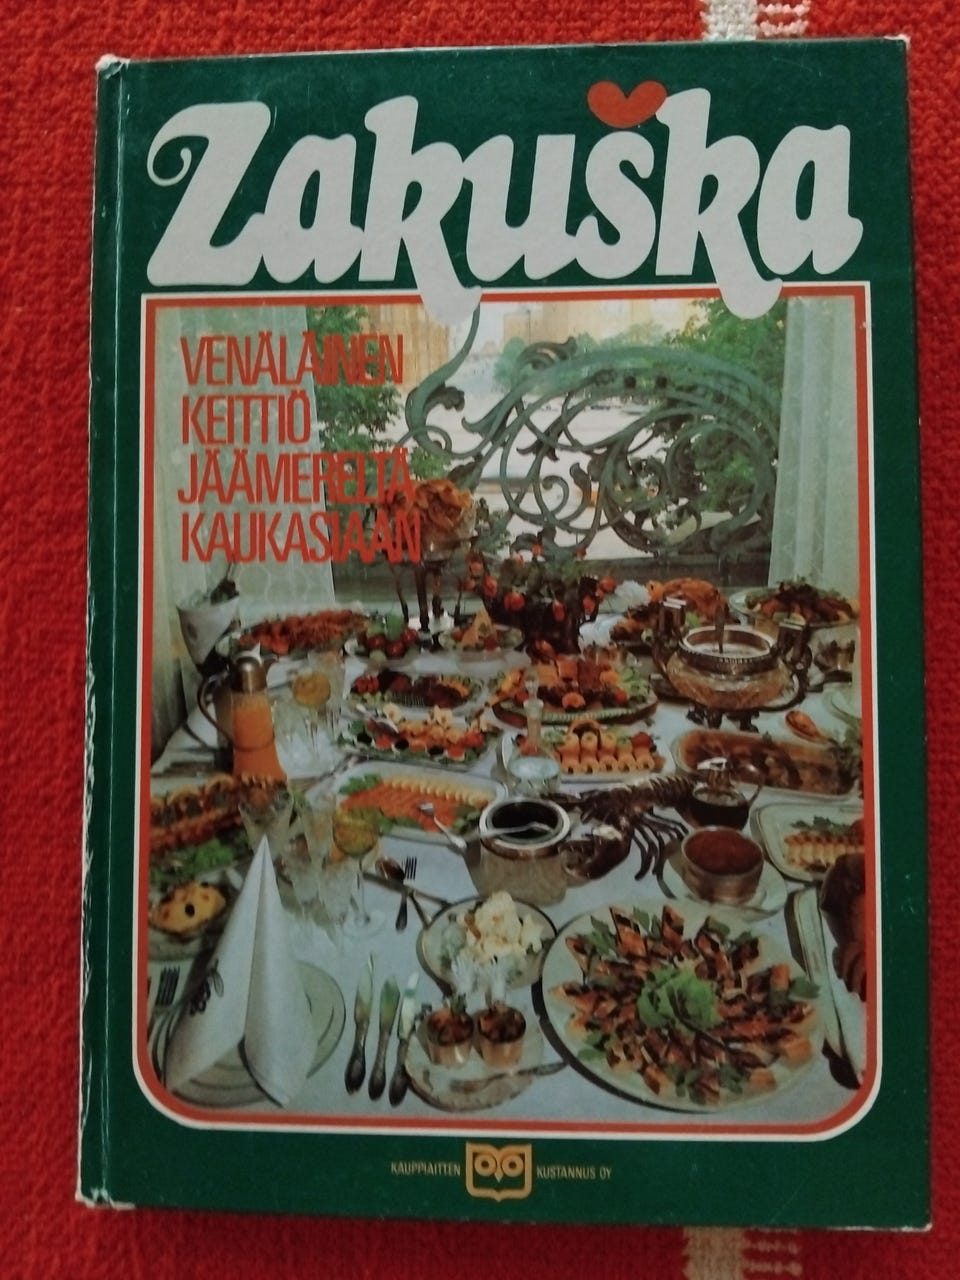 Zakuška
VENÄLÄINEN
KEITTIÖ
JÄÄMERELTÄ
KAUKASIAAN
KAUPPIAITTEN KUSTANNUS OY